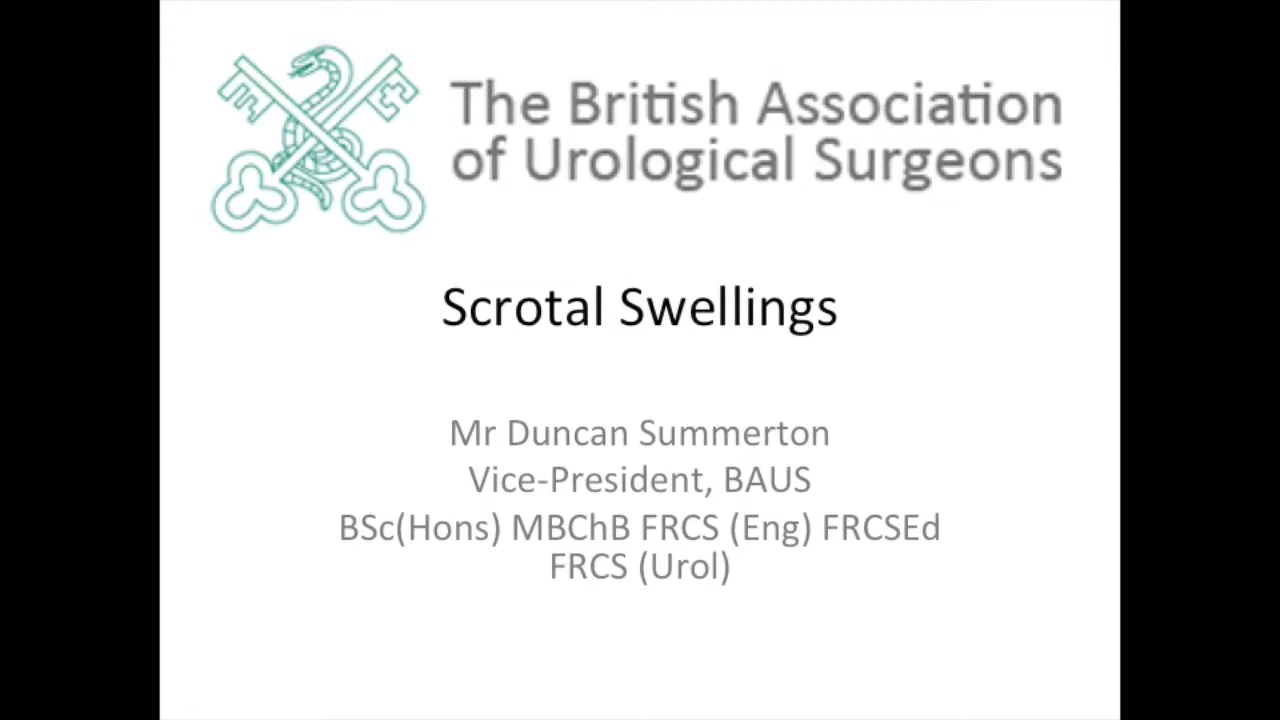 The British Association
of Urological Surgeons
Scrotal Swellings
Mr Duncan Summerton
Vice-President, BAUS
BSc(Hons) MBChB FRCS (Eng) FRCSEd
FRCS (Urol)